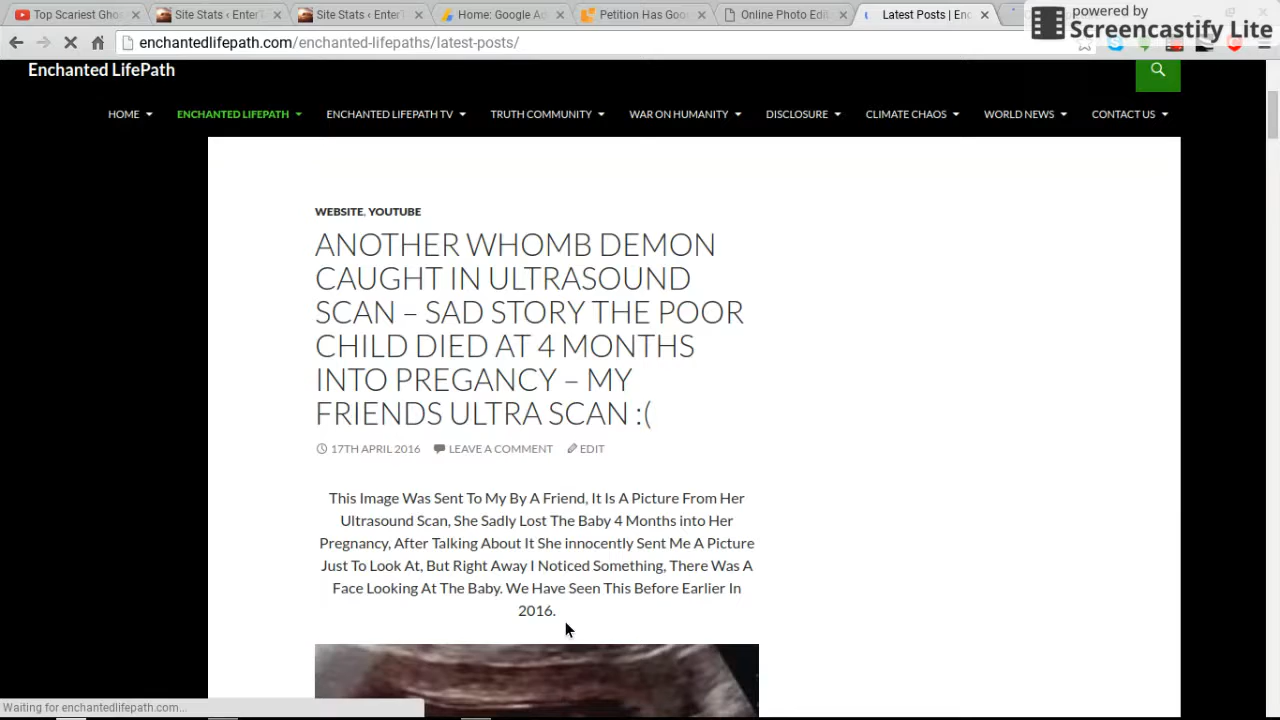 Top Scariest Gho
Site Stats ‹ EnterT
Site Stats ‹ EnterT
Home: Google A
Petition Has Goo
Online Photo Edit
Latest Posts | En
powered by
Screencastify Lite
enchantedlifepath.com/enchanted-lifepaths/latest-posts/
Enchanted LifePath
HOME ENCHANTED LIFEPATH ENCHANTED LIFEPATH TV TRUTH COMMUNITY WAR ON HUMANITY DISCLOSURE CLIMATE CHAOS WORLD NEWS CONTACT US
WEBSITE, YOUTUBE
ANOTHER WHOMB DEMON
CAUGHT IN ULTRASOUND
SCAN – SAD STORY THE POOR
CHILD DIED AT 4 MONTHS
INTO PREGANCY – MY
FRIENDS ULTRA SCAN :(
17TH APRIL 2016 LEAVE A COMMENT EDIT
This Image Was Sent To My By A Friend, It Is A Picture From Her
Ultrasound Scan, She Sadly Lost The Baby 4 Months into Her
Pregnancy, After Talking About It She innocently Sent Me A Picture
Just To Look At, But Right Away I Noticed Something, There Was A
Face Looking At The Baby. We Have Seen This Before Earlier In
2016.
Waiting for enchantedlifepath.com...